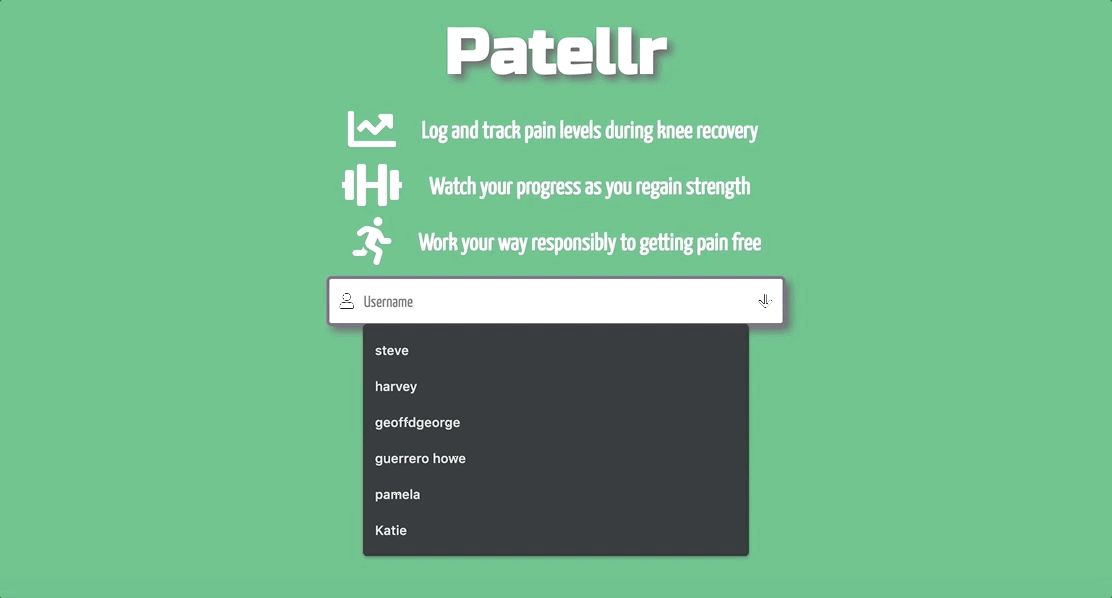 Patellr
Log and track pain levels during knee recovery
Watch your progress as you regain strength
Work your way responsibly to getting pain free
Username
steve
harvey
geoffdgeorge
guerrero howe
pamela
Katie